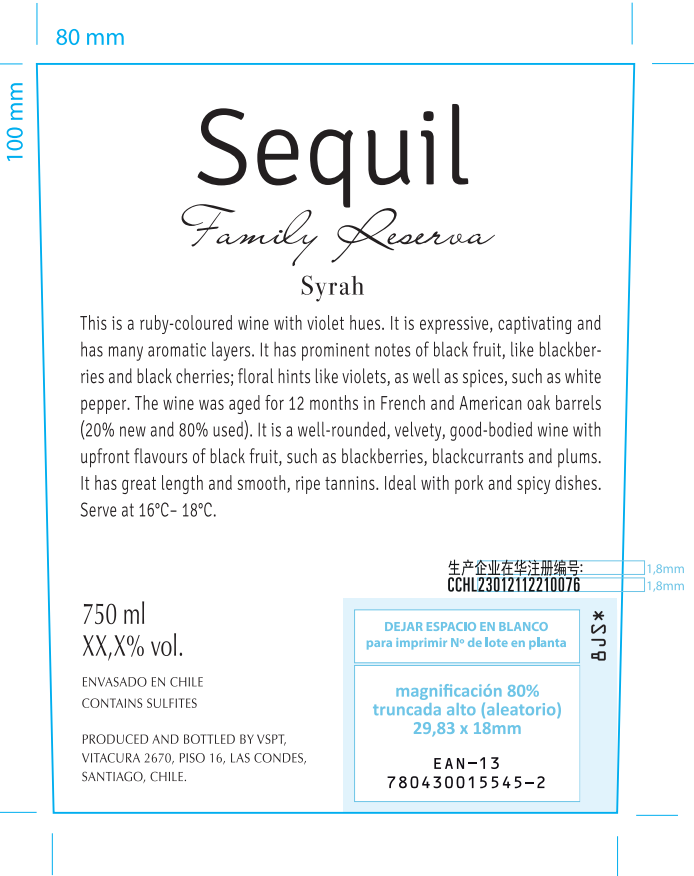 80 mm
100 mm
Sequil
Family Reserva
Syrah
This is a ruby-coloured wine with violet hues. It is expressive, captivating and
has many aromatic layers. It has prominent notes of black fruit, like blackber-
ries and black cherries; floral hints like violets, as well as spices, such as white
pepper. The wine was aged for 12 months in French and American oak barrels
(20% new and 80% used). It is a well-rounded, velvety, good-bodied wine with
upfront flavours of black fruit, such as blackberries, blackcurrants and plums.
It has great length and smooth, ripe tannins. Ideal with pork and spicy dishes.
Serve at 16°C– 18°C.
生产企业在华注册编号:
1,8mm
CCHL23012112210076
1,8mm
750 ml
XX,X% vol.
ENVASADO EN CHILE
CONTAINS SULFITES
PRODUCED AND BOTTLED BY VSPT,
VITACURA 2670, PISO 16, LAS CONDES,
SANTIAGO, CHILE.
DEJAR ESPACIO EN BLANCO
para imprimir Nº de lote en planta
BJS*
magnificación 80%
truncada alto (aleatorio)
29,83 x 18mm
EAN-13
780430015545-2